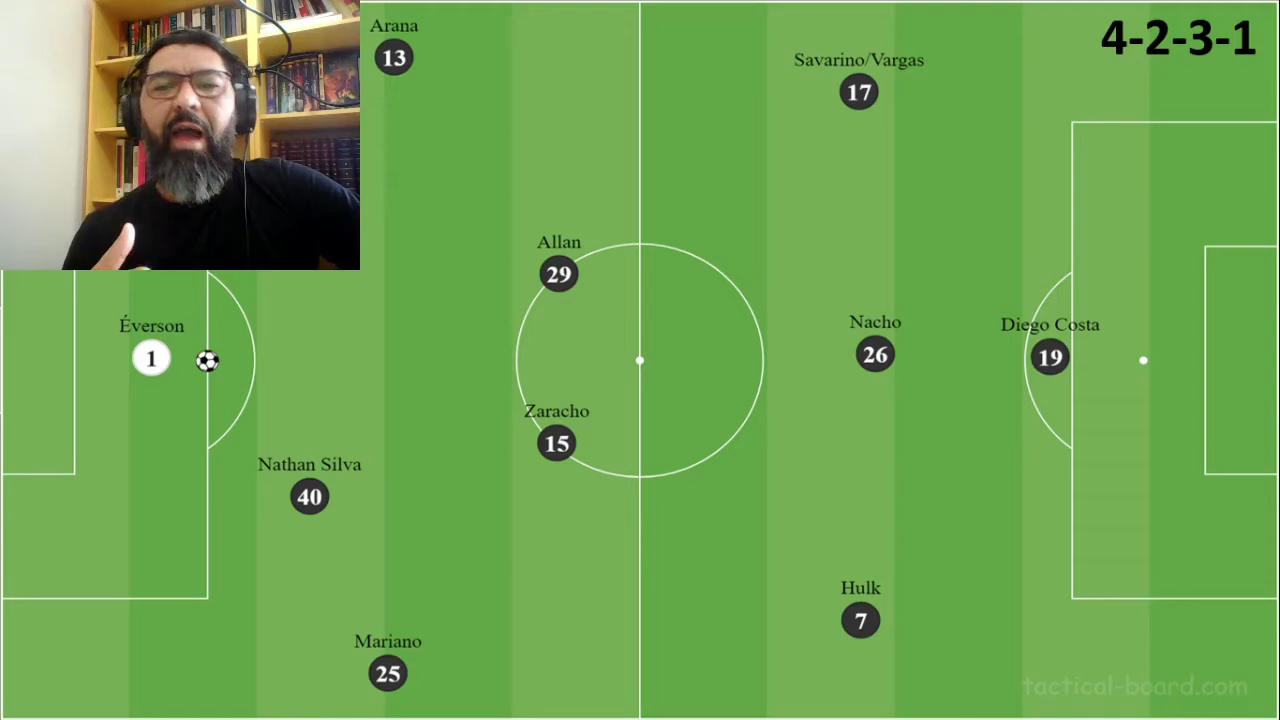 Arana
13
4-2-3-1
Savarino/Vargas
17
Allan
29
Éverson
1
Nacho
26
Diego Costa
19
Zaracho
15
Nathan Silva
40
Hulk
7
Mariano
25
tactical-board.com